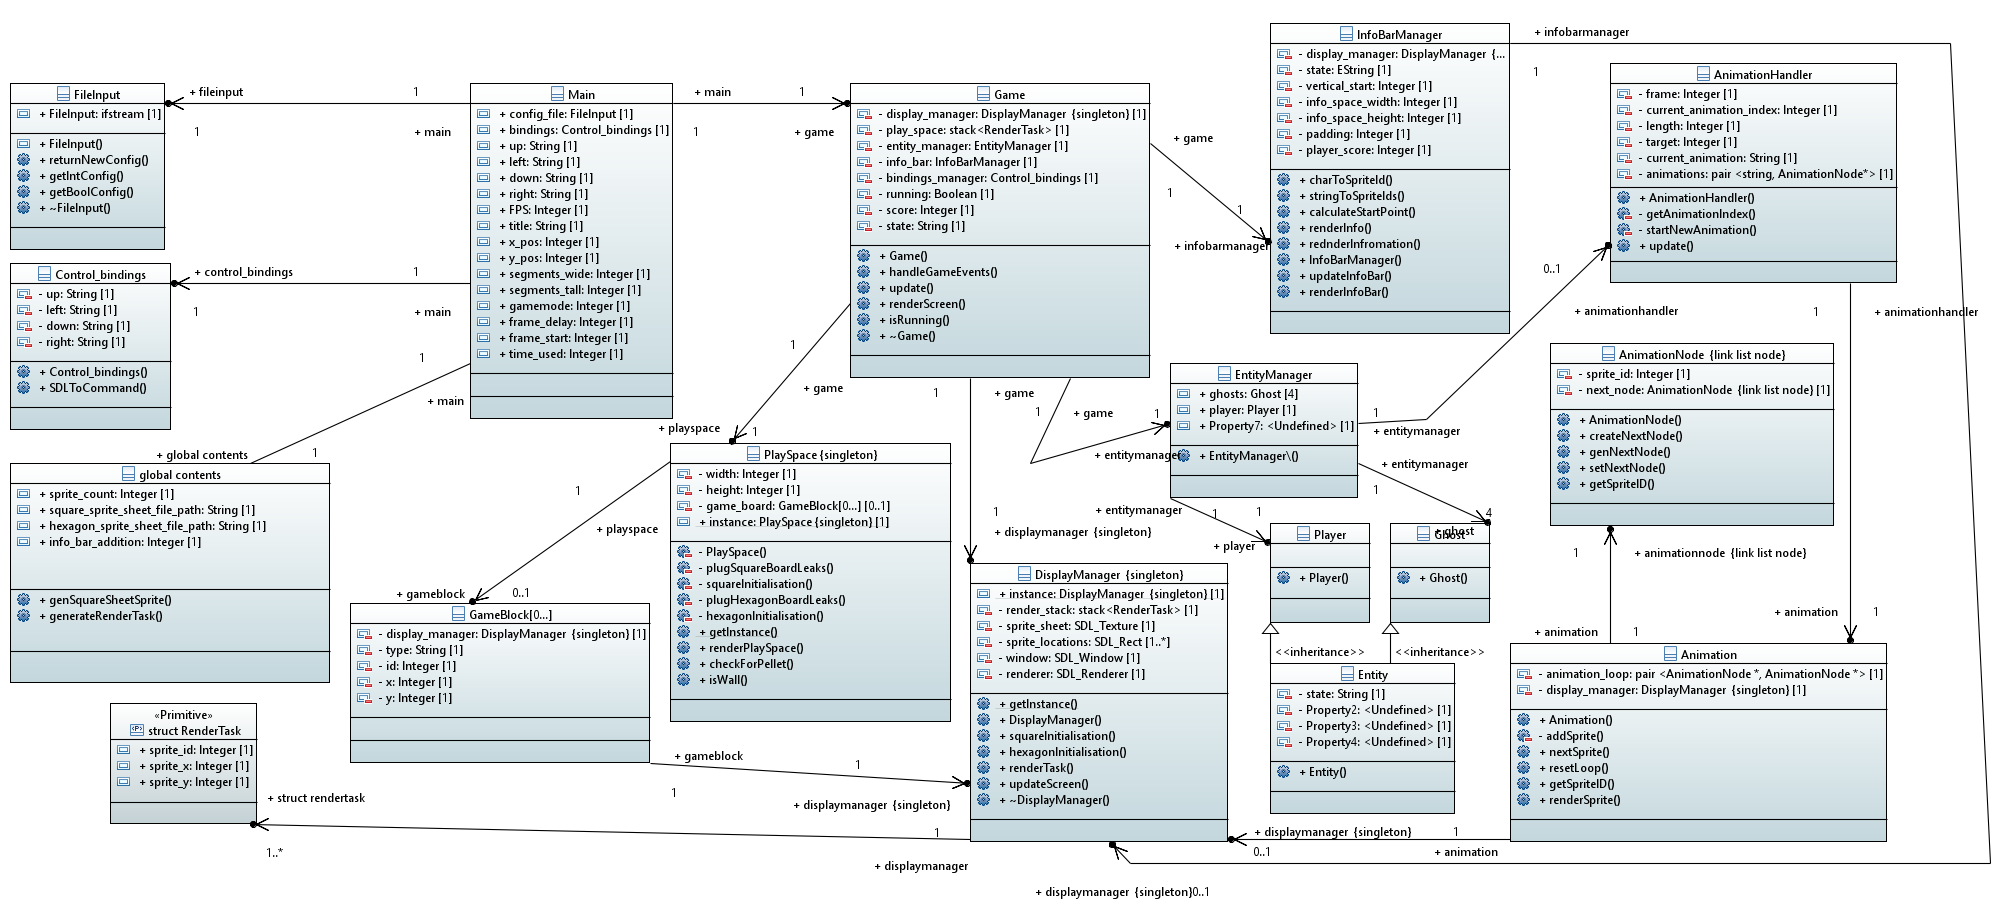 FileInput
+ FileInput: ifstream [1]
+ FileInput()
+ returnNewConfig()
+ getIntConfig()
+ getBoolConfig()
+ ~FileInput()
+ fileinput
1
1
+ main
Control_bindings
- up: String [1]
- left: String [1]
- down: String [1]
- right: String [1]
+ Control_bindings()
+ SDLToCommand()
+ control_bindings
1
1
+ main
global contents
+ sprite_count: Integer [1]
+ square_sprite_sheet_file_path: String [1]
+ hexagon_sprite_sheet_file_path: String [1]
+ info_bar_addition: Integer [1]
+ genSquareSheetSprite()
+ generateRenderTask()
1
+ main
+ global contents
1
«Primitive»
struct RenderTask
+ sprite_id: Integer [1]
+ sprite_x: Integer [1]
+ sprite_y: Integer [1]
+ struct rendertask
1..*
Main
+ config_file: FileInput [1]
+ bindings: Control_bindings [1]
+ up: String [1]
+ left: String [1]
+ down: String [1]
+ right: String [1]
+ FPS: Integer [1]
+ title: String [1]
+ x_pos: Integer [1]
+ y_pos: Integer [1]
+ segments_wide: Integer [1]
+ segments_tall: Integer [1]
+ gamemode: Integer [1]
+ frame_delay: Integer [1]
+ frame_start: Integer [1]
+ time_used: Integer [1]
+ main
1
1
+ game
Game
- display_manager: DisplayManager {singleton} [1]
- play_space: stack<RenderTask> [1]
- entity_manager: EntityManager [1]
- info_bar: InfoBarManager [1]
- bindings_manager: Control_bindings [1]
- running: Boolean [1]
- score: Integer [1]
- state: String [1]
+ Game()
+ handleGameEvents()
+ update()
+ renderScreen()
+ isRunning()
+ ~Game()
1
+ game
+ playspace
1
PlaySpace {singleton}
- width: Integer [1]
- height: Integer [1]
- game_board: GameBlock[0...] [0..1]
+ instance: PlaySpace {singleton} [1]
- PlaySpace()
- plugSquareBoardLeaks()
- squareInitialisation()
- plugHexagonBoardLeaks()
- hexagonInitialisation()
+ getInstance()
+ renderPlaySpace()
+ checkForPellet()
+ isWall()
1
+ playspace
+ gameblock
0..1
GameBlock[0...]
- display_manager: DisplayManager {singleton} [1]
- type: String [1]
- id: Integer [1]
- x: Integer [1]
- y: Integer [1]
+ gameblock
1
1
+ displaymanager {singleton}
1
+ displaymanager
+ game
1
1
+ infobarmanager
InfoBarManager
- display_manager: DisplayManager {...
- state: EString [1]
- vertical_start: Integer [1]
- info_space_width: Integer [1]
- info_space_height: Integer [1]
- padding: Integer [1]
- player_score: Integer [1]
+ charToSpriteId()
+ stringToSpriteIds()
+ calculateStartPoint()
+ renderInfo()
+ rednderInfromation()
+ InfoBarManager()
+ updateInfoBar()
+ renderInfoBar()
+ infobarmanager
1
1
+ game
1
+ displaymanager {singleton}
1
+ game
1
+ entitymanager
EntityManager
+ ghosts: Ghost [4]
+ player: Player [1]
+ Property7: <Undefined> [1]
+ EntityManager\()
1
+ entitymanager
0..1
+ animationhandler
+ entitymanager
1
4
+ ghost
+ entitymanager
1
1
+ player
Player
+ Player()
Ghost
+ Ghost()
<<inheritance>>
<<inheritance>>
Entity
- state: String [1]
- Property2: <Undefined> [1]
- Property3: <Undefined> [1]
- Property4: <Undefined> [1]
+ Entity()
DisplayManager {singleton}
+ instance: DisplayManager {singleton} [1]
- render_stack: stack<RenderTask> [1]
- sprite_sheet: SDL_Texture [1]
- sprite_locations: SDL_Rect [1..*]
- window: SDL_Window [1]
- renderer: SDL_Renderer [1]
+ getInstance()
+ DisplayManager()
+ squareInitialisation()
+ hexagonInitialisation()
+ renderTask()
+ updateScreen()
+ ~DisplayManager()
+ displaymanager {singleton}
0..1
1
+ animation
+ displaymanager {singleton}
0..1
AnimationHandler
- frame: Integer [1]
- current_animation_index: Integer [1]
- length: Integer [1]
- target: Integer [1]
- current_animation: String [1]
- animations: pair <string, AnimationNode*> [1]
+ AnimationHandler()
- getAnimationIndex()
- startNewAnimation()
+ update()
1
+ animationhandler
+ animation
1
AnimationNode {link list node}
- sprite_id: Integer [1]
- next_node: AnimationNode {link list node} [1]
+ AnimationNode()
+ createNextNode()
+ genNextNode()
+ setNextNode()
+ getSpriteID()
1
+ animationnode {link list node}
+ animation
1
Animation
- animation_loop: pair <AnimationNode *, AnimationNode *> [1]
- display_manager: DisplayManager {singleton} [1]
+ Animation()
- addSprite()
+ nextSprite()
+ resetLoop()
+ getSpriteID()
+ renderSprite()